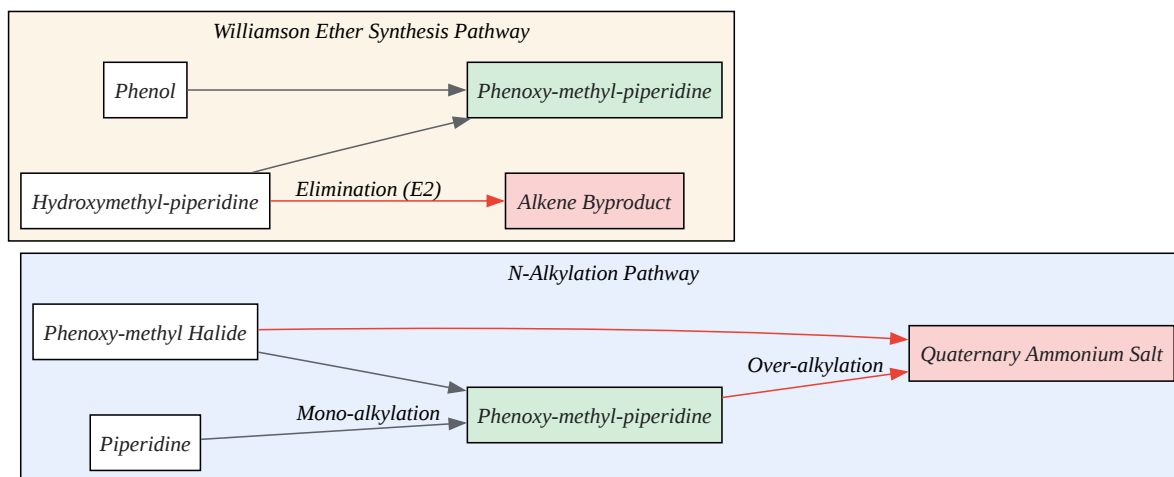 Williamson Ether Synthesis Pathway
Phenol
Phenoxy-methyl-piperidine
Hydroxymethyl-piperidine
Elimination (E2)
Alkene Byproduct
N-Alkylation Pathway
Phenoxy-methyl Halide
Quaternary Ammonium Salt
Over-alkylation
Mono-alkylation
Phenoxy-methyl-piperidine
Piperidine